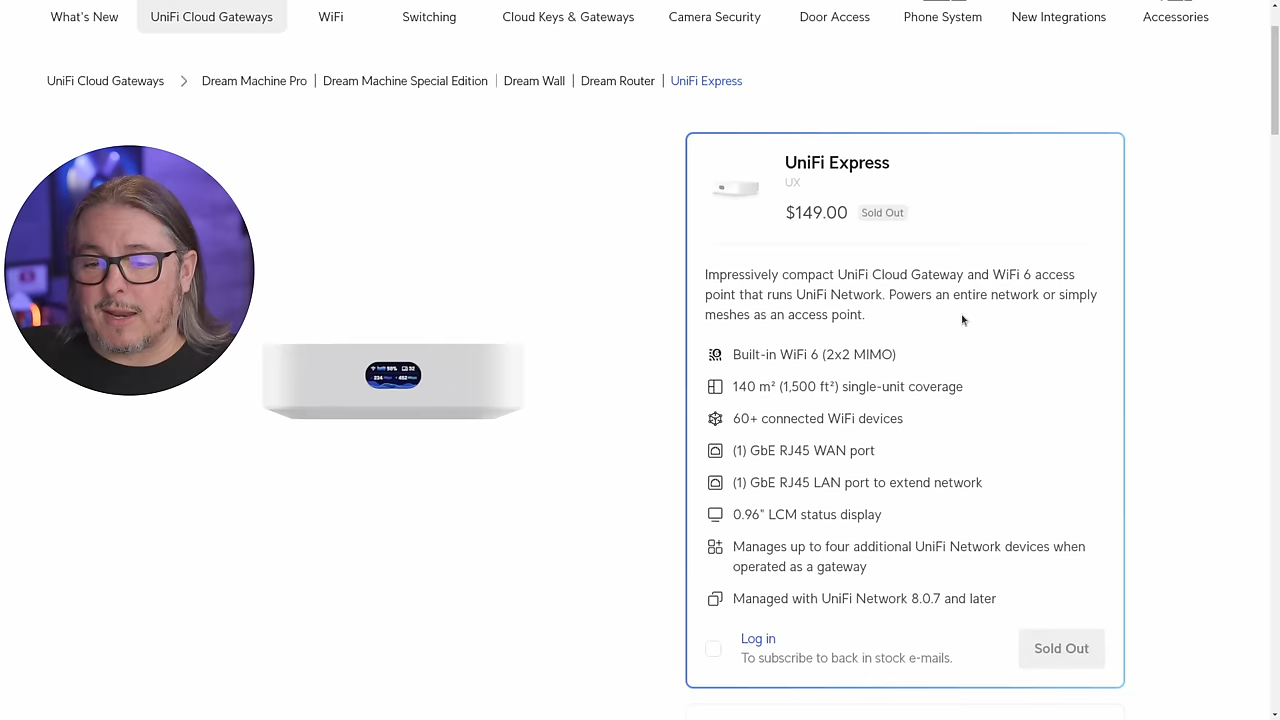 What's New
UniFi Cloud Gateways
WiFi
Switching
Cloud Keys & Gateways
Camera Security
Door Access
Phone System
New Integrations
Accessories
UniFi Cloud Gateways
Dream Machine Pro | Dream Machine Special Edition | Dream Wall | Dream Router | UniFi Express
UniFi Express
UX
$149.00 Sold Out
Impressively compact UniFi Cloud Gateway and WiFi 6 access
point that runs UniFi Network. Powers an entire network or simply
meshes as an access point.
Built-in WiFi 6 (2x2 MIMO)
140 m² (1,500 ft²) single-unit coverage
60+ connected WiFi devices
(1) GbE RJ45 WAN port
(1) GbE RJ45 LAN port to extend network
0.96" LCM status display
Manages up to four additional UniFi Network devices when
operated as a gateway
Managed with UniFi Network 8.0.7 and later
Log in
To subscribe to back in stock e-mails.
Sold Out